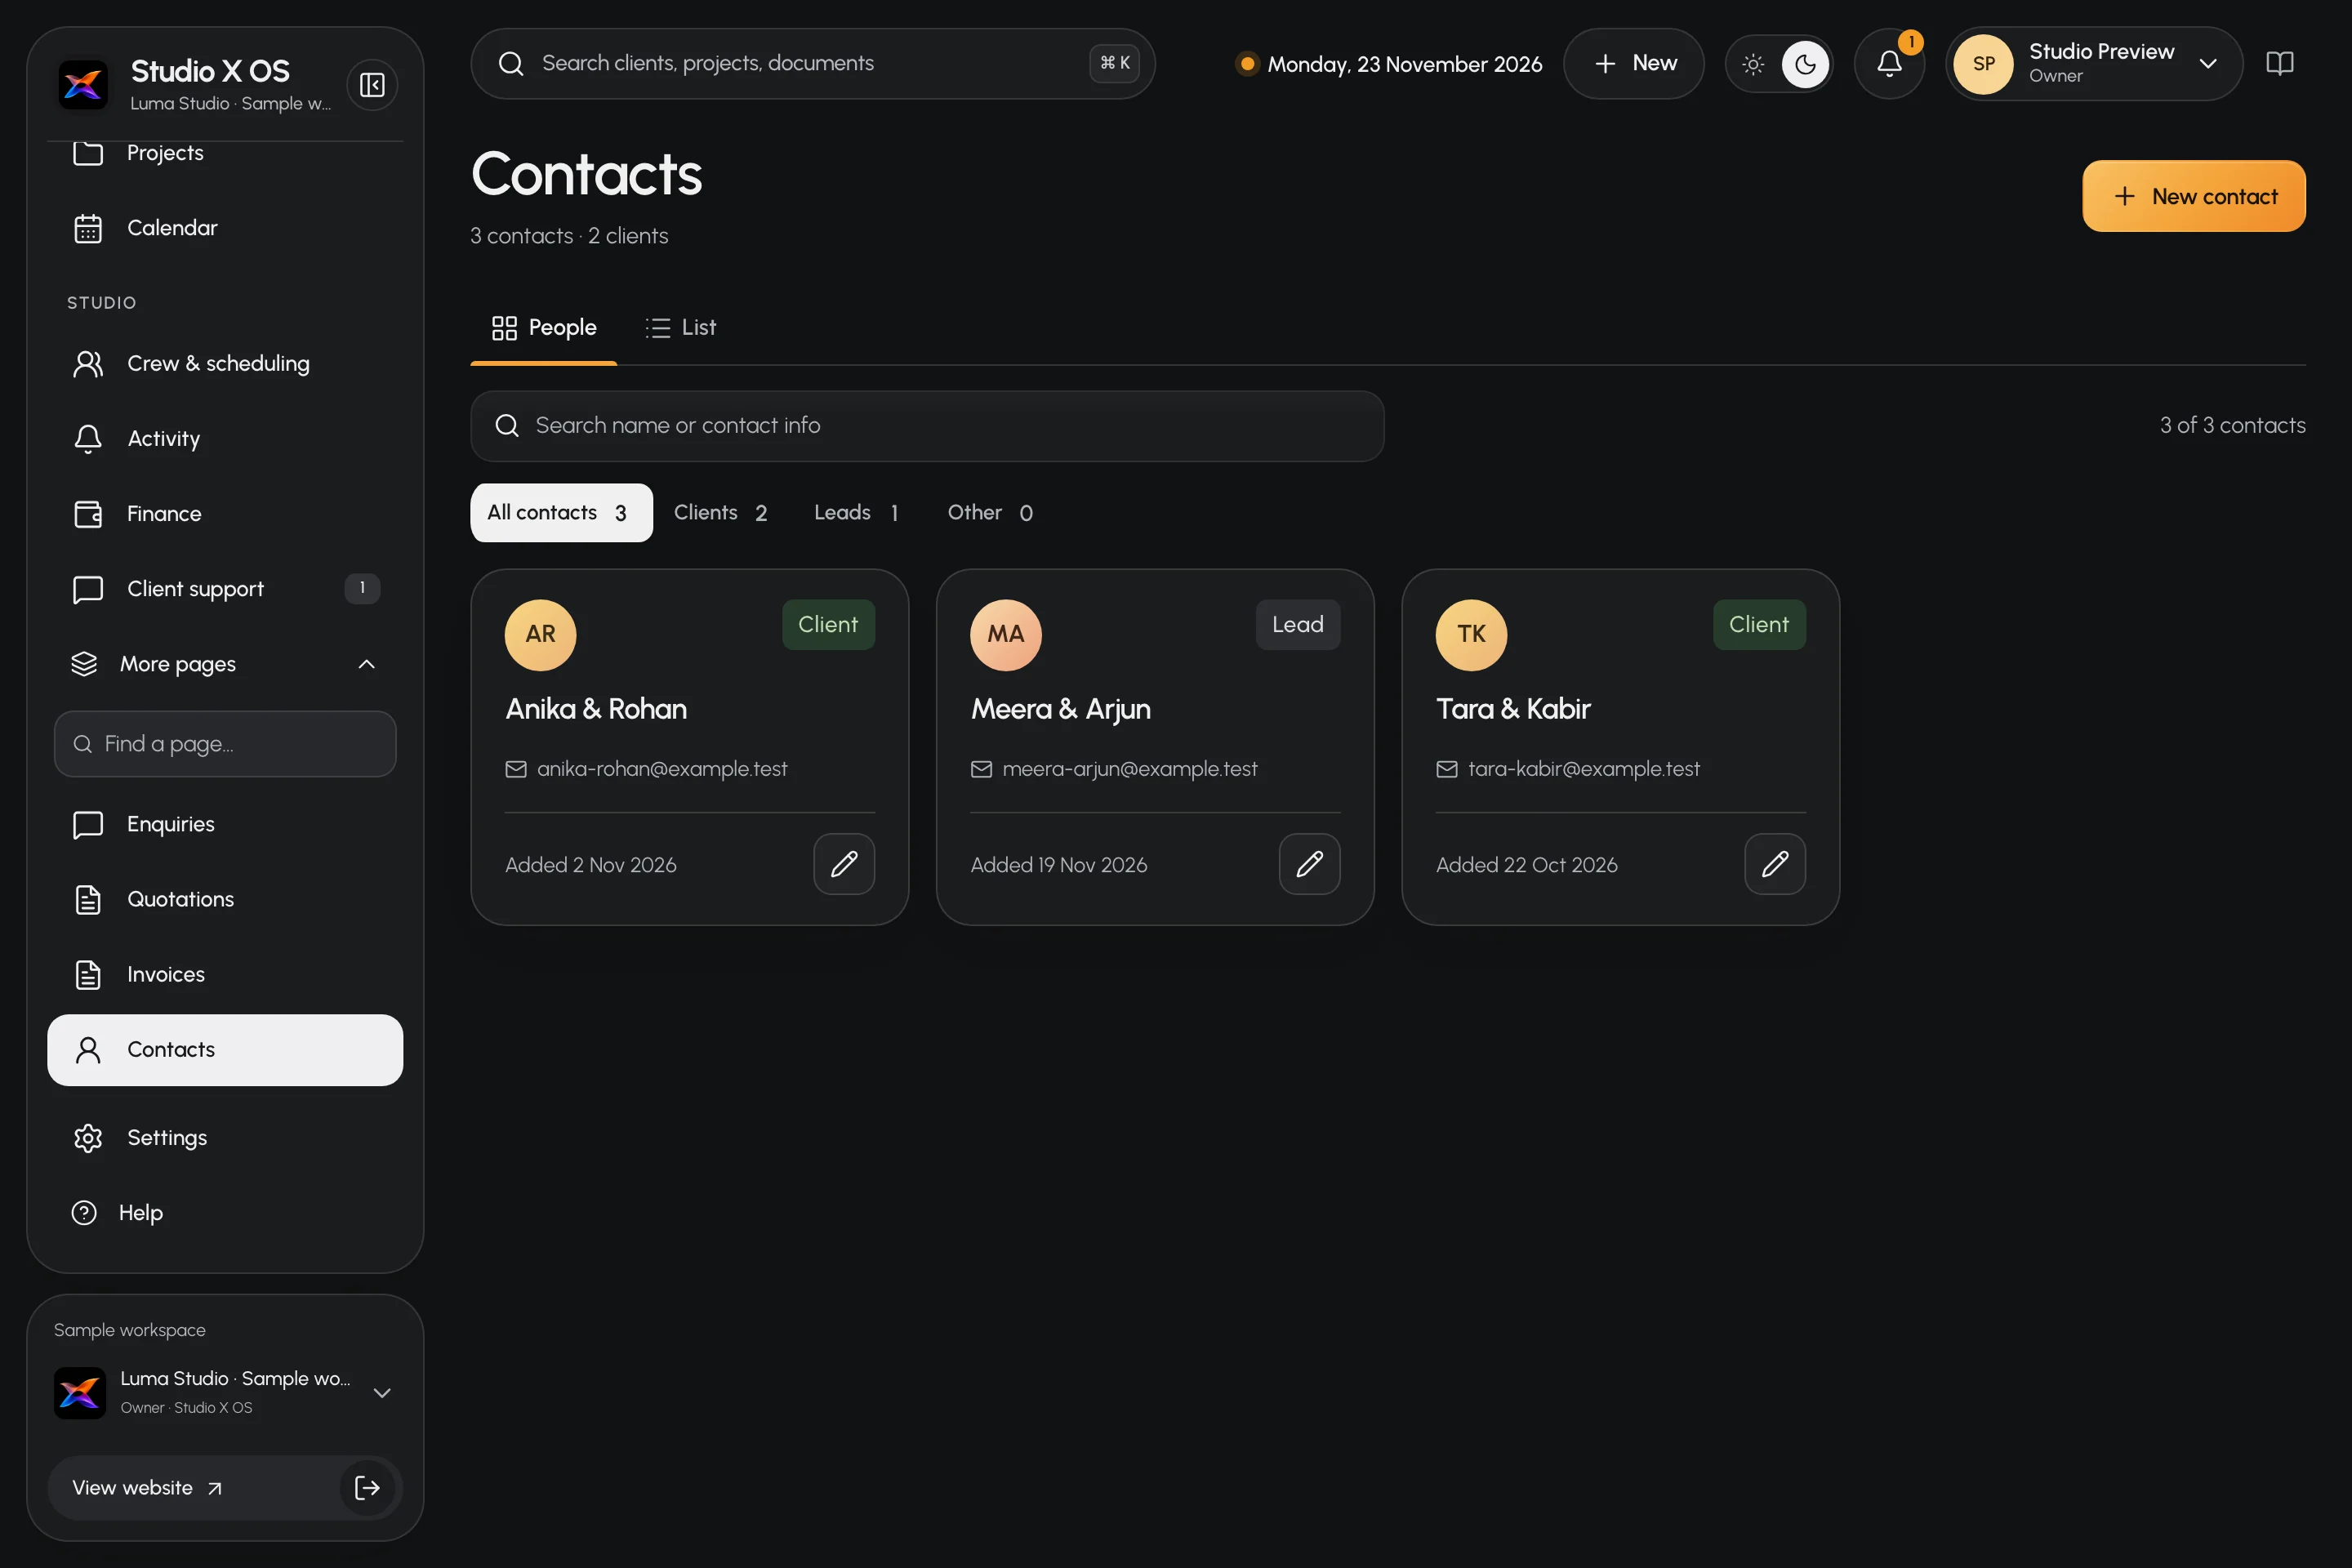 Studio X OS
Luma Studio · Sample w...
Projects
Calendar
STUDIO
Crew & scheduling
Activity
Finance
Client support 1
More pages
Find a page...
Enquiries
Quotations
Invoices
Contacts
Settings
Help
Sample workspace
Luma Studio · Sample wo...
Owner · Studio X OS
View website
Search clients, projects, documents ⌘ K
Monday, 23 November 2026
New
1
SP
Studio Preview
Owner
Contacts
3 contacts · 2 clients
New contact
People
List
Search name or contact info
3 of 3 contacts
All contacts 3
Clients 2
Leads 1
Other 0
AR
Client
Anika & Rohan
anika-rohan@example.test
Added 2 Nov 2026
MA
Lead
Meera & Arjun
meera-arjun@example.test
Added 19 Nov 2026
TK
Client
Tara & Kabir
tara-kabir@example.test
Added 22 Oct 2026